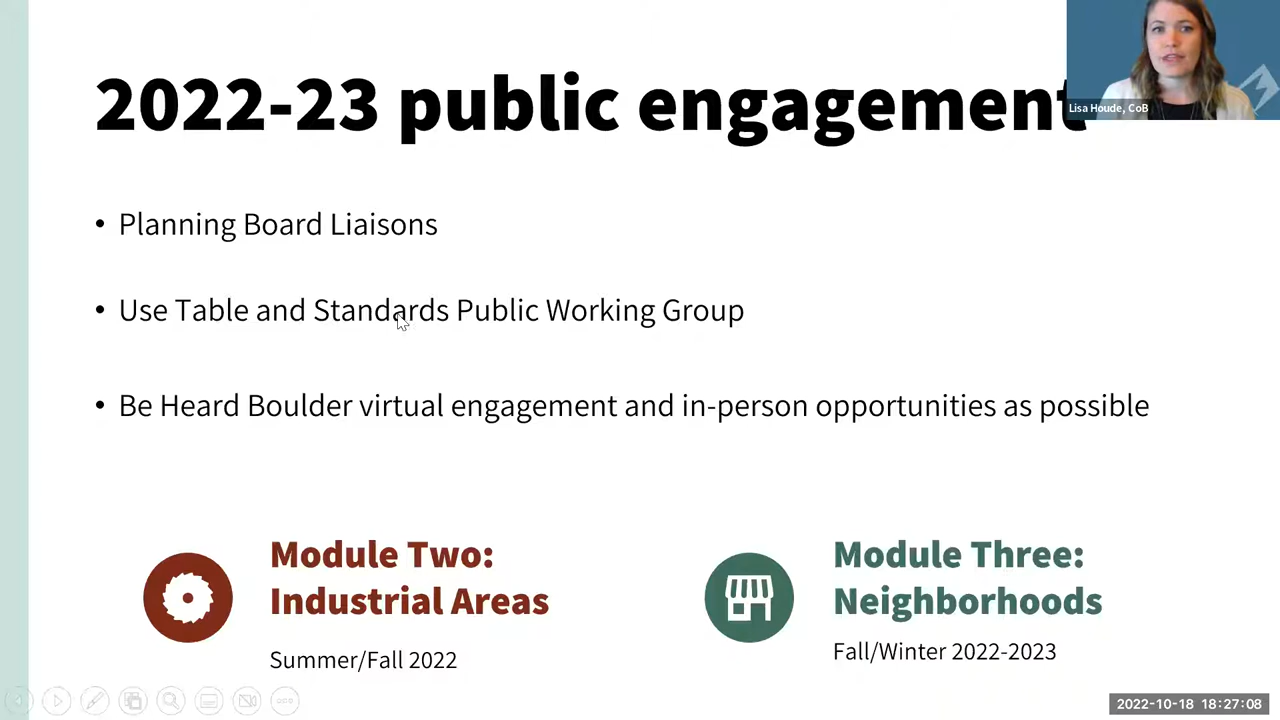 2022-23 public engagement
Lisa Houde, CoB
• Planning Board Liaisons
• Use Table and Standards Public Working Group
• Be Heard Boulder virtual engagement and in-person opportunities as possible
Module Two:
Industrial Areas
Summer/Fall 2022
Module Three:
Neighborhoods
Fall/Winter 2022-2023
2022-10-18 18:27:08